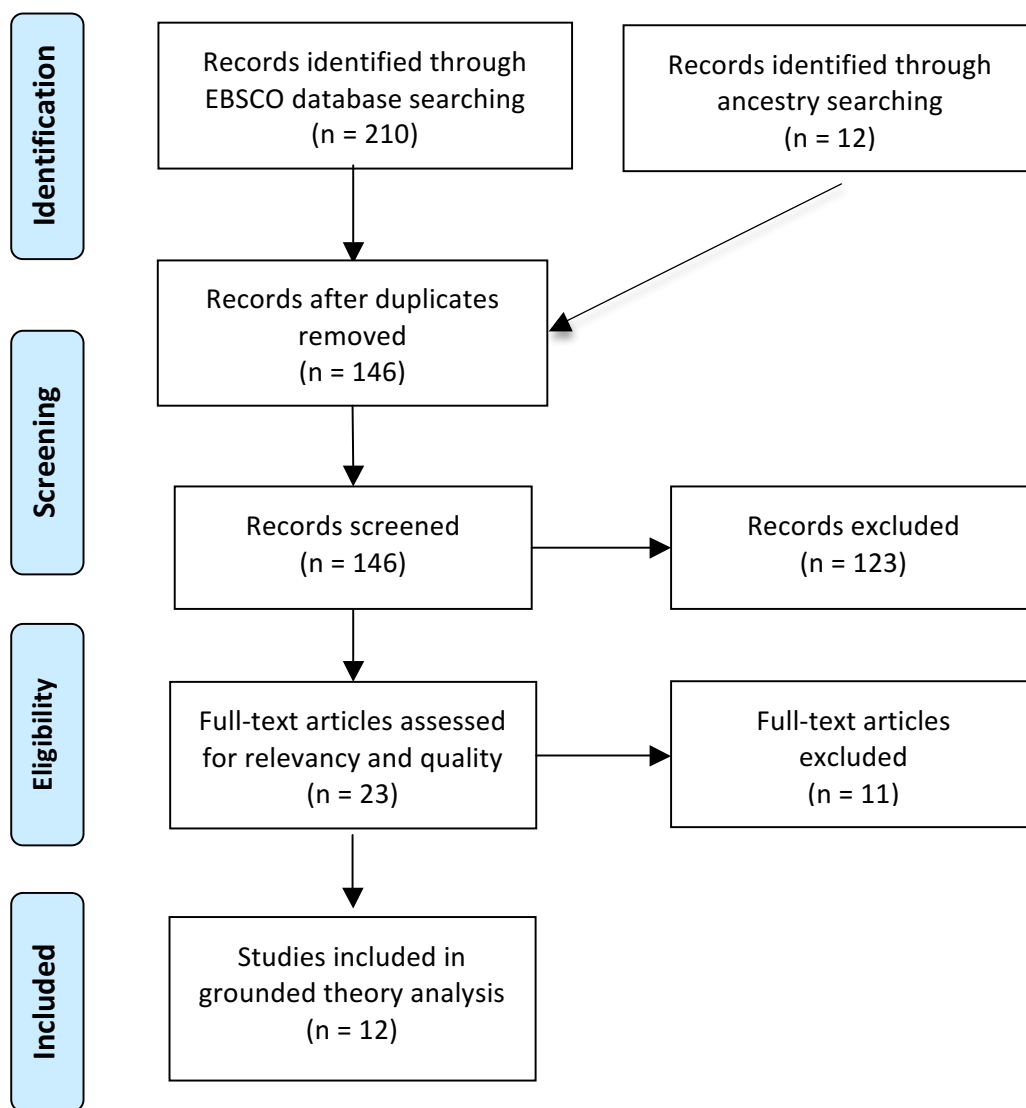 Identification
Records identified through
EBSCO database searching
(n = 210)
Records identified through
ancestry searching
(n = 12)
Records after duplicates
removed
(n = 146)
Screening
Records screened
(n = 146)
Records excluded
(n = 123)
Eligibility
Full-text articles assessed
for relevancy and quality
(n = 23)
Full-text articles
excluded
(n = 11)
Included
Studies included in
grounded theory analysis
(n = 12)